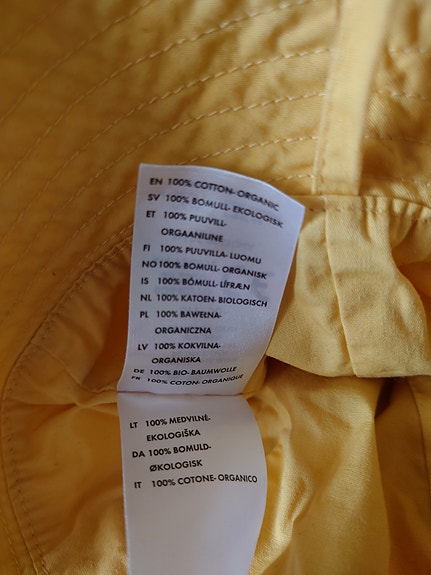 EN 100% COTTON- ORGANIC
SV 100% BOMULL- EKOLOGISK
ET 100% PUUVILL-
ORGAANILINE
FI 100% PUUVILLA- LUOMU
NO 100% BOMULL- ORGANISK
IS 100% BÓMULL- LÍFRÆN
NL 100% KATOEN- BIOLOGISCH
PL 100% BAWEŁNA-
ORGANICZNA
LV 100% KOKVILNA-
ORGANISKA
DE 100% BIO- BAUMWOLLE
FR 100% COTON- ORGANIQUE
LT 100% MEDVILNĖ-
EKOLOGIŠKA
DA 100% BOMULD-
ØKOLOGISK
IT 100% COTONE- ORGANICO